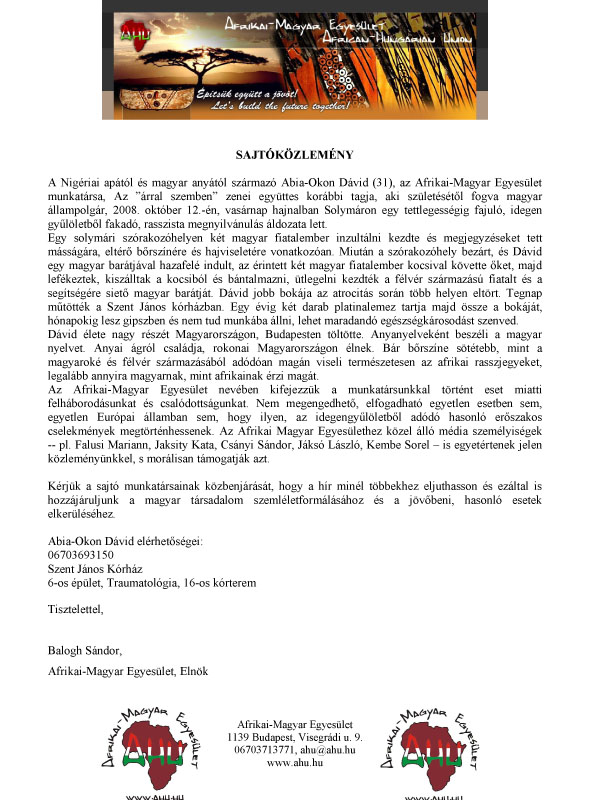 AHU
Afrikai-Magyar Egyesület
African-Hungarian Union
Építsük együtt a jövőt!
Let's build the future together!
SAJTÓKÖZLEMÉNY
A Nigériai apától és magyar anyától származó Abia-Okon Dávid (31), az Afrikai-Magyar Egyesület
munkatársa, Az ”árral szemben” zenei együttes korábbi tagja, aki születésétől fogva magyar
állampolgár, 2008. október 12.-én, vasárnap hajnalban Solymáron egy tettlegességig fajuló, idegen
gyűlöletből fakadó, rasszista megnyilvánulás áldozata lett.
Egy solymári szórakozóhelyen két magyar fiatalember inzultálni kezdte és megjegyzéseket tett
másságára, eltérő bőrszínére és hajviseletére vonatkozóan. Miután a szórakozóhely bezárt, és Dávid
egy magyar barátjával hazafelé indult, az érintett két magyar fiatalember kocsival követte őket, majd
lefékeztek, kiszálltak a kocsiból és bántalmazni, ütlegelni kezdték a félvér származású fiatalt és a
segítségére siető magyar barátját. Dávid jobb bokája az atrocitás során több helyen eltört. Tegnap
műtötték a Szent János kórházban. Egy évig két darab platinalemez tartja majd össze a bokáját,
hónapokig lesz gipszben és nem tud munkába állni, lehet maradandó egészségkárosodást szenved.
Dávid élete nagy részét Magyarországon, Budapesten töltötte. Anyanyelveként beszéli a magyar
nyelvet. Anyai ágról családja, rokonai Magyarországon élnek. Bár bőrszíne sötétebb, mint a
magyaroké és félvér származásából adódóan magán viseli természetesen az afrikai rasszjegyeket,
legalább annyira magyarnak, mint afrikainak érzi magát.
Az Afrikai-Magyar Egyesület nevében kifejezzük a munkatársunkkal történt eset miatti
felháborodásunkat és csalódottságunkat. Nem megengedhető, elfogadható egyetlen esetben sem,
egyetlen Európai államban sem, hogy ilyen, az idegengyűlöletből adódó hasonló erőszakos
cselekmények megtörténhessenek. Az Afrikai Magyar Egyesülethez közel álló média személyiségek
-- pl. Falusi Mariann, Jaksity Kata, Csányi Sándor, Jáksó László, Kembe Sorel – is egyetértenek jelen
közleményünkkel, s morálisan támogatják azt.
Kérjük a sajtó munkatársainak közbenjárását, hogy a hír minél többekhez eljuthasson és ezáltal is
hozzájáruljunk a magyar társadalom szemléletformálásához és a jövőbeni, hasonló esetek
elkerüléséhez.
Abia-Okon Dávid elérhetőségei:
06703693150
Szent János Kórház
6-os épület, Traumatológia, 16-os kórterem
Tisztelettel,
Balogh Sándor,
Afrikai-Magyar Egyesület, Elnök
Afrikai-Magyar Egyesület
AHU
www.ahu.hu
Afrikai-Magyar Egyesület
1139 Budapest, Visegrádi u. 9.
06703713771, ahu@ahu.hu
www.ahu.hu
Afrikai-Magyar Egyesület
AHU
www.ahu.hu